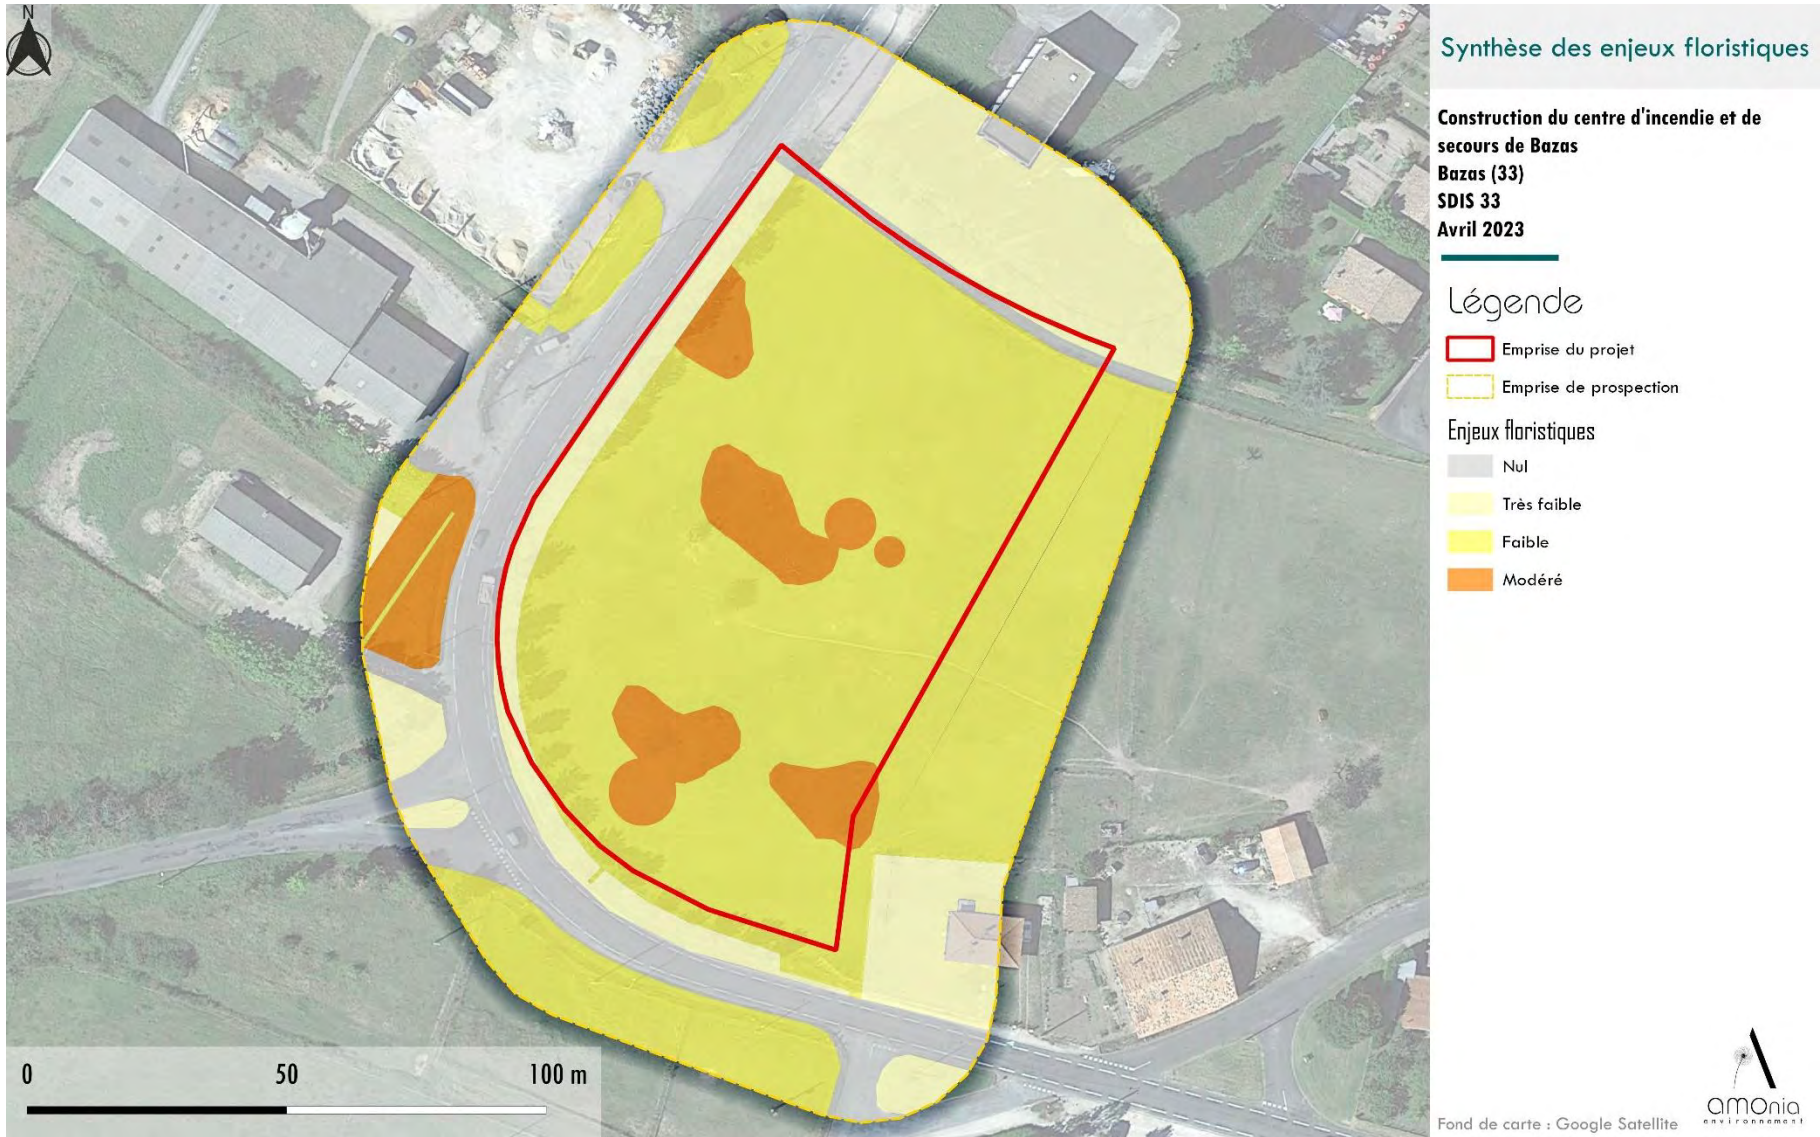 N
Synthèse des enjeux floristiques
Construction du centre d'incendie et de
secours de Bazas
Bazas (33)
SDIS 33
Avril 2023
Légende
Emprise du projet
Emprise de prospection
Enjeux floristiques
Nul
Très faible
Faible
Modéré
0 50 100 m
Fond de carte : Google Satellite
amOnia
environnement